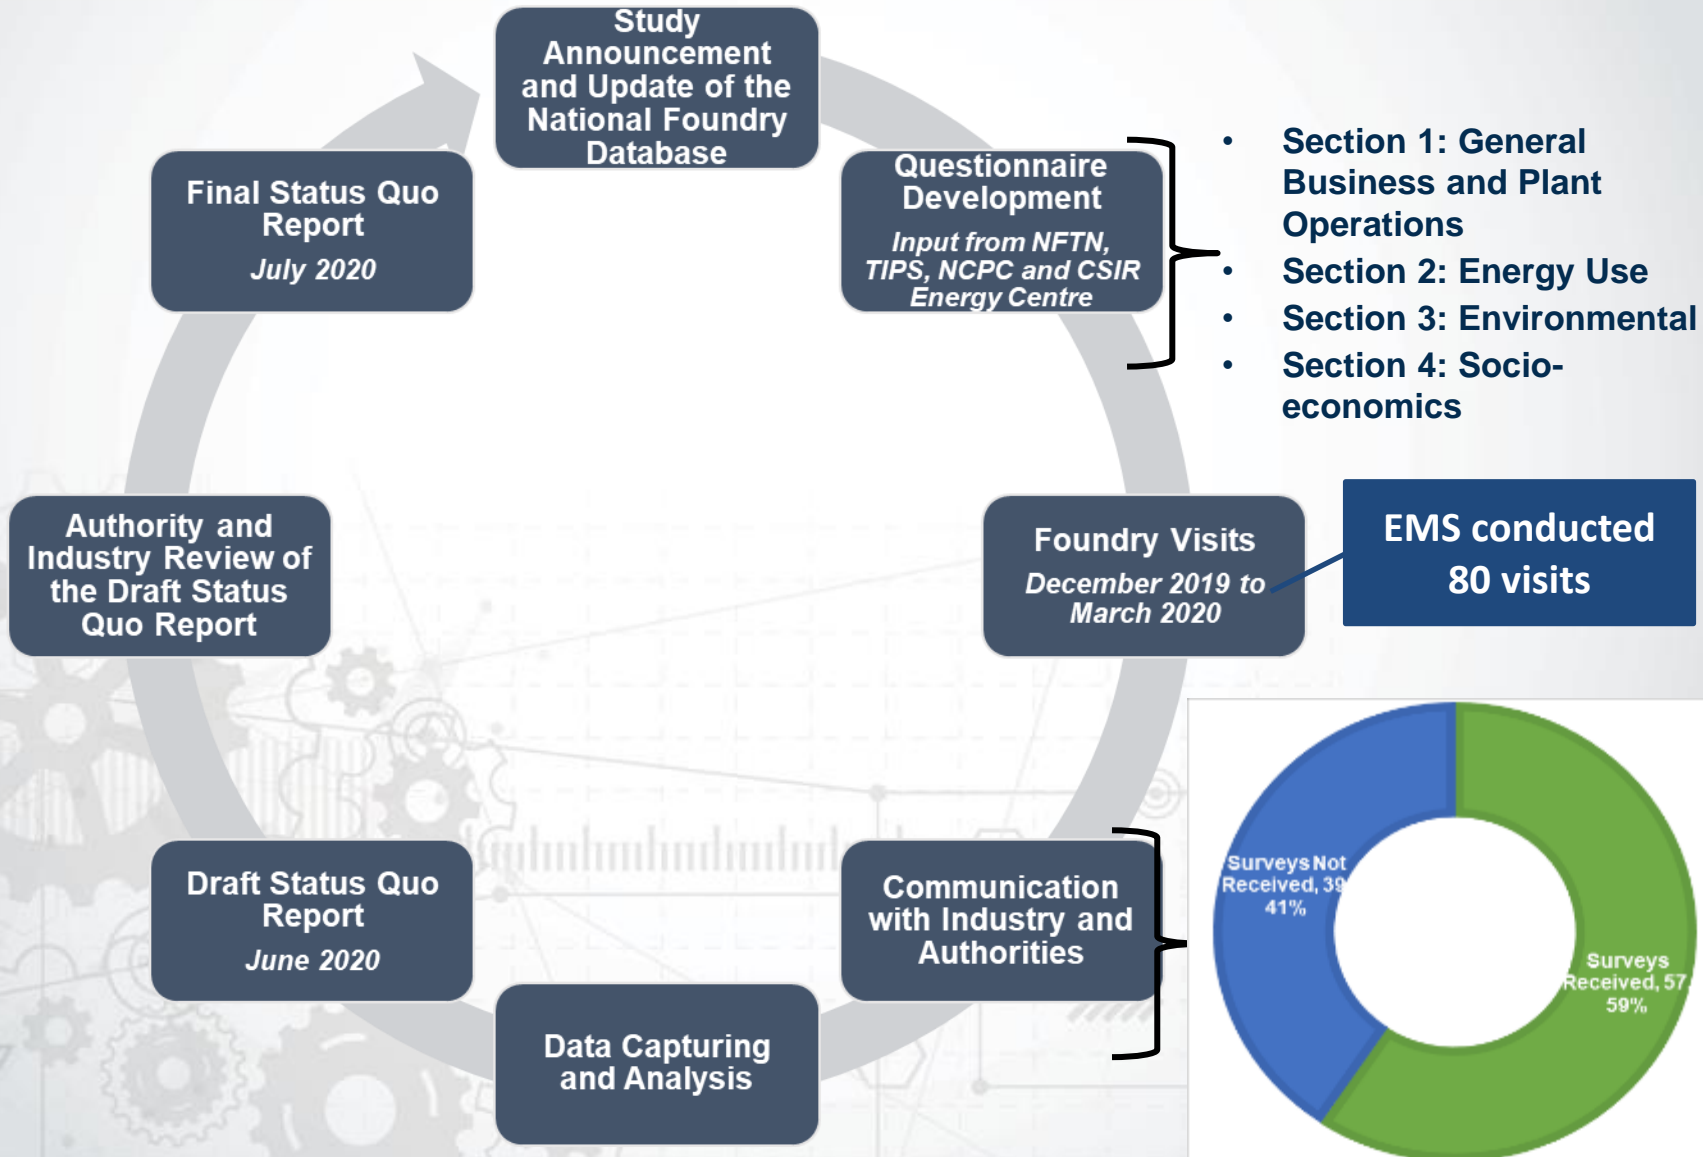 Study
Announcement
and Update of the
National Foundry
Database
Questionnaire
Development
Input from NFTN,
TIPS, NCPC and CSIR
Energy Centre
• Section 1: General
Business and Plant
Operations
• Section 2: Energy Use
• Section 3: Environmental
• Section 4: Socio-
economics
Foundry Visits
December 2019 to
March 2020
EMS conducted
80 visits
Communication
with Industry and
Authorities
Surveys Not
Received, 39
41%
Surveys
Received, 57,
59%
Data Capturing
and Analysis
Draft Status Quo
Report
June 2020
Authority and
Industry Review of
the Draft Status
Quo Report
Final Status Quo
Report
July 2020